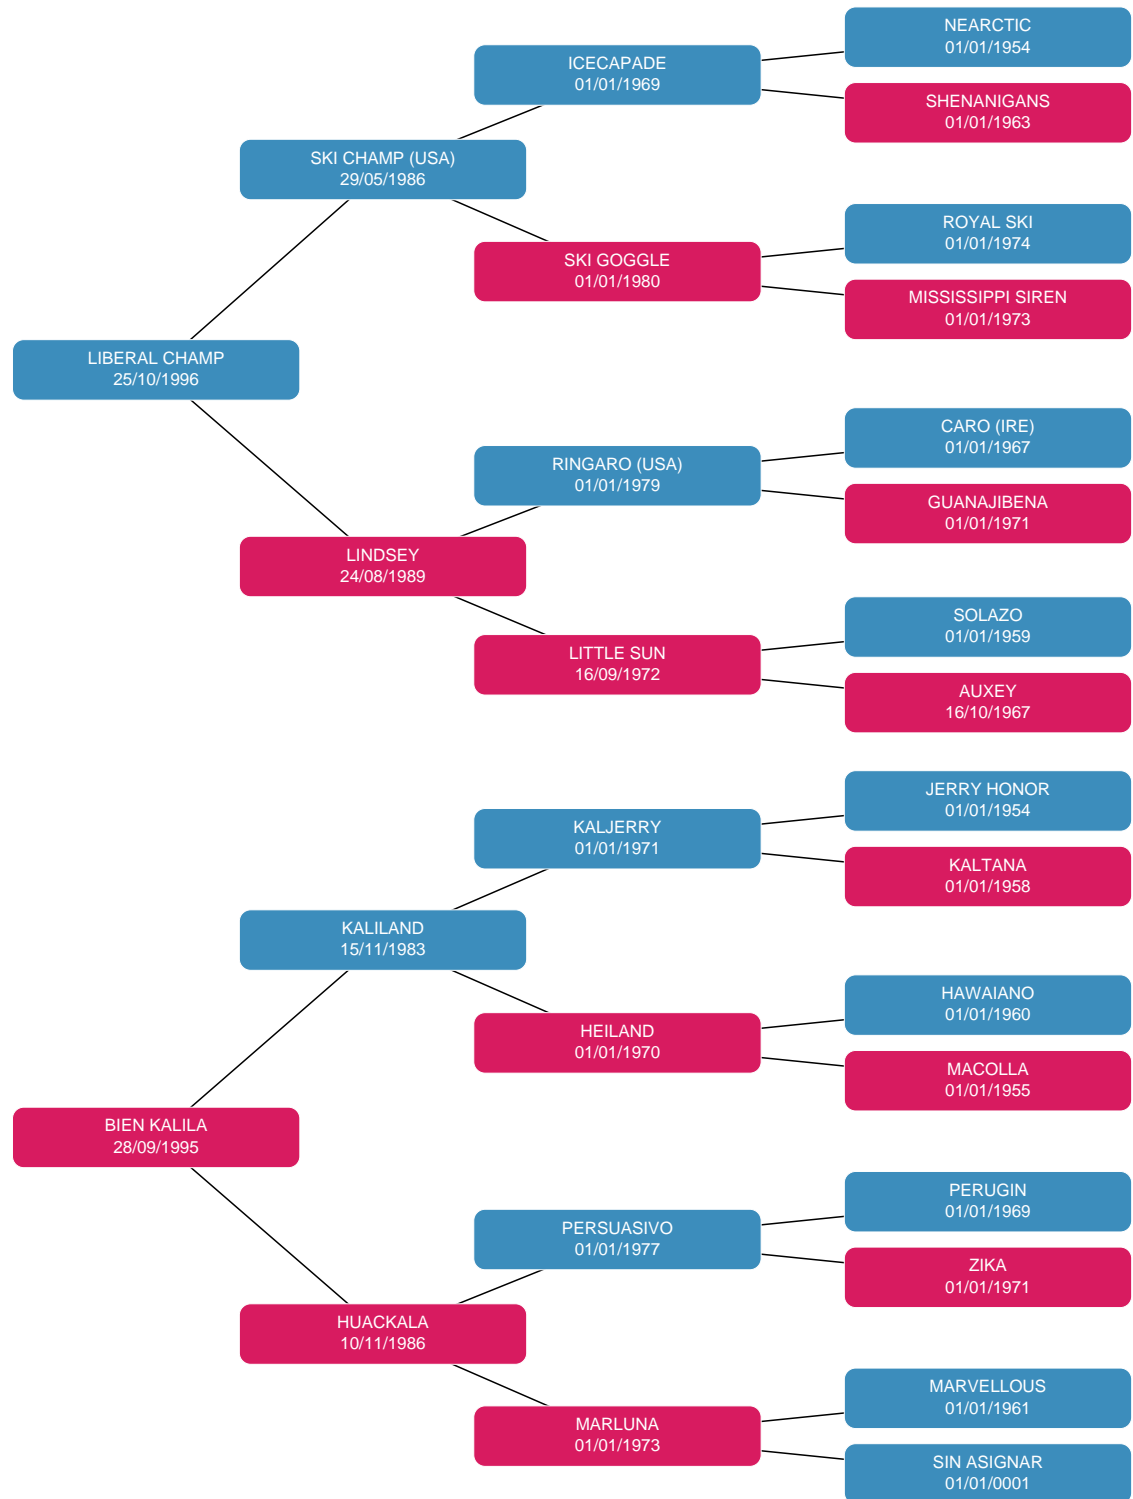 NEARCTIC
01/01/1954
ICECAPADE
01/01/1969
SHENANIGANS
01/01/1963
SKI CHAMP (USA)
29/05/1986
ROYAL SKI
01/01/1974
SKI GOGGLE
01/01/1980
MISSISSIPPI SIREN
01/01/1973
LIBERAL CHAMP
25/10/1996
CARO (IRE)
01/01/1967
RINGARO (USA)
01/01/1979
GUANAJIBENA
01/01/1971
LINDSEY
24/08/1989
SOLAZO
01/01/1959
LITTLE SUN
16/09/1972
AUXEY
16/10/1967
JERRY HONOR
01/01/1954
KALJERRY
01/01/1971
KALTANA
01/01/1958
KALILAND
15/11/1983
HAWAIANO
01/01/1960
HEILAND
01/01/1970
MACOLLA
01/01/1955
BIEN KALILA
28/09/1995
PERUGIN
01/01/1969
PERSUASIVO
01/01/1977
ZIKA
01/01/1971
HUACKALA
10/11/1986
MARVELLOUS
01/01/1961
MARLUNA
01/01/1973
SIN ASIGNAR
01/01/0001